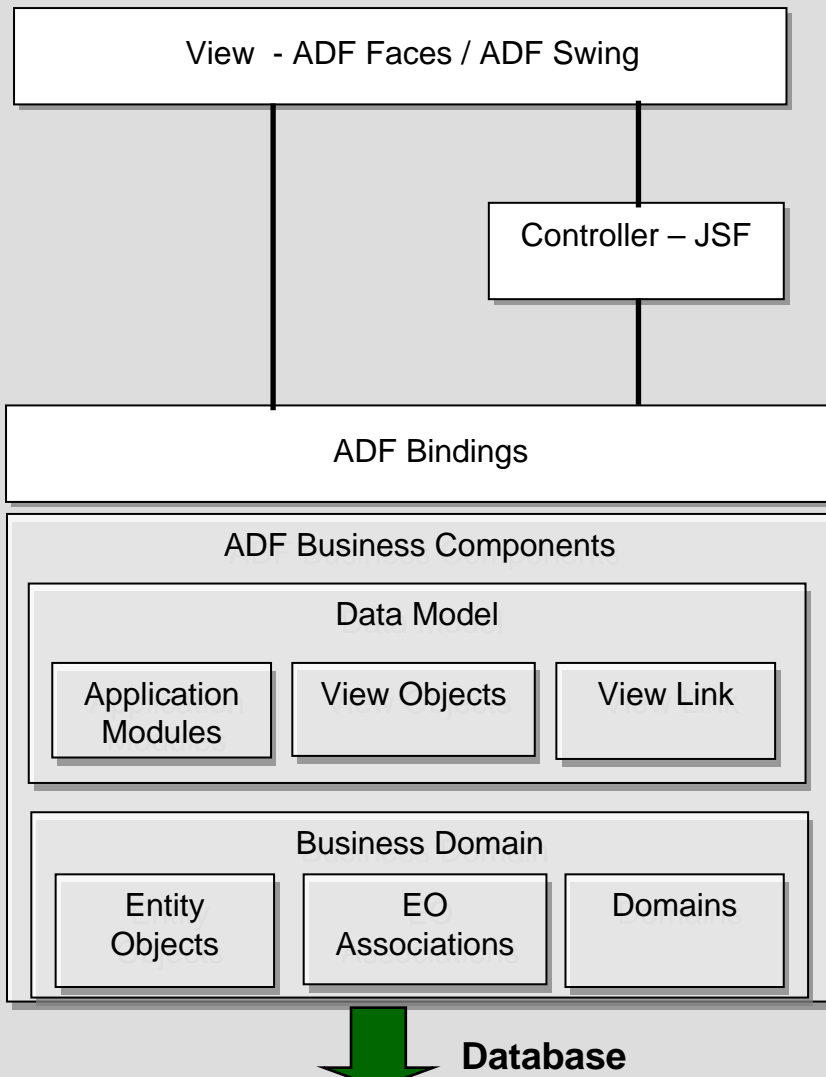 View - ADF Faces / ADF Swing
Controller – JSF
ADF Bindings
ADF Business Components
Data Model
Application
Modules
View Objects
View Link
Business Domain
Entity
Objects
EO
Associations
Domains
Database